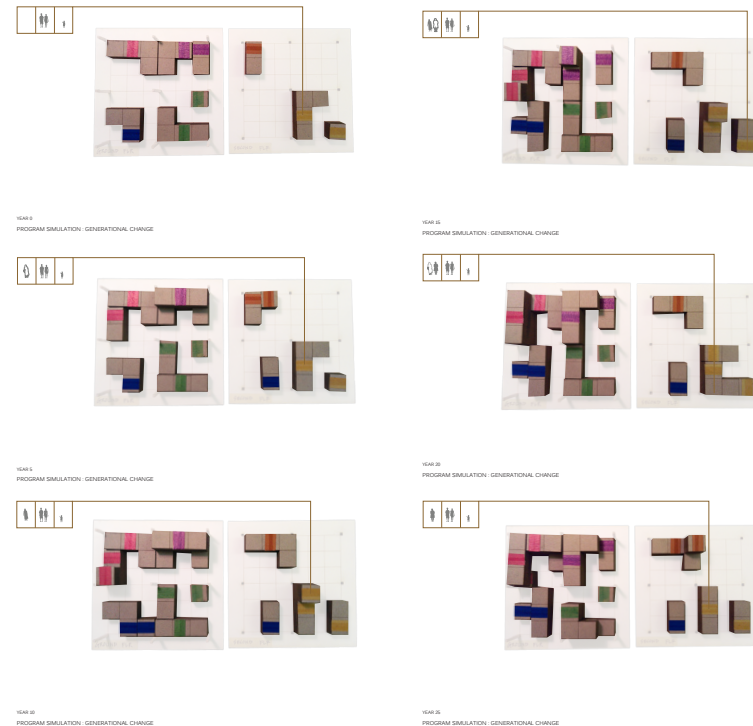 YEAR 0
PROGRAM SIMULATION : GENERATIONAL CHANGE
YEAR 15
PROGRAM SIMULATION : GENERATIONAL CHANGE
YEAR 5
PROGRAM SIMULATION : GENERATIONAL CHANGE
YEAR 20
PROGRAM SIMULATION : GENERATIONAL CHANGE
YEAR 10
PROGRAM SIMULATION : GENERATIONAL CHANGE
YEAR 25
PROGRAM SIMULATION : GENERATIONAL CHANGE